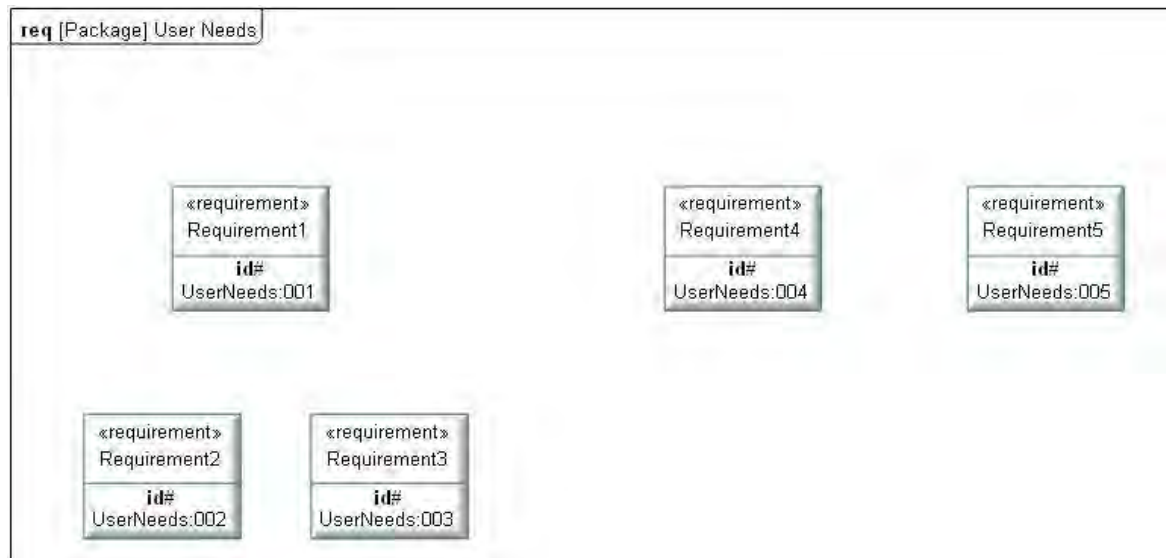 req [Package] User Needs
«requirement»
Requirement1
id#
UserNeeds:001
«requirement»
Requirement4
id#
UserNeeds:004
«requirement»
Requirement5
id#
UserNeeds:005
«requirement»
Requirement2
id#
UserNeeds:002
«requirement»
Requirement3
id#
UserNeeds:003